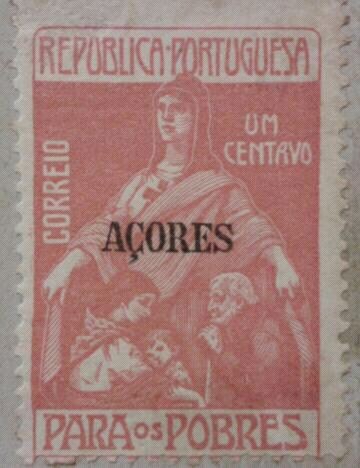 REPUBLICA·PORTUGUESA
UM
CENTAVO
CORREIO
AÇORES
PARA os POBRES